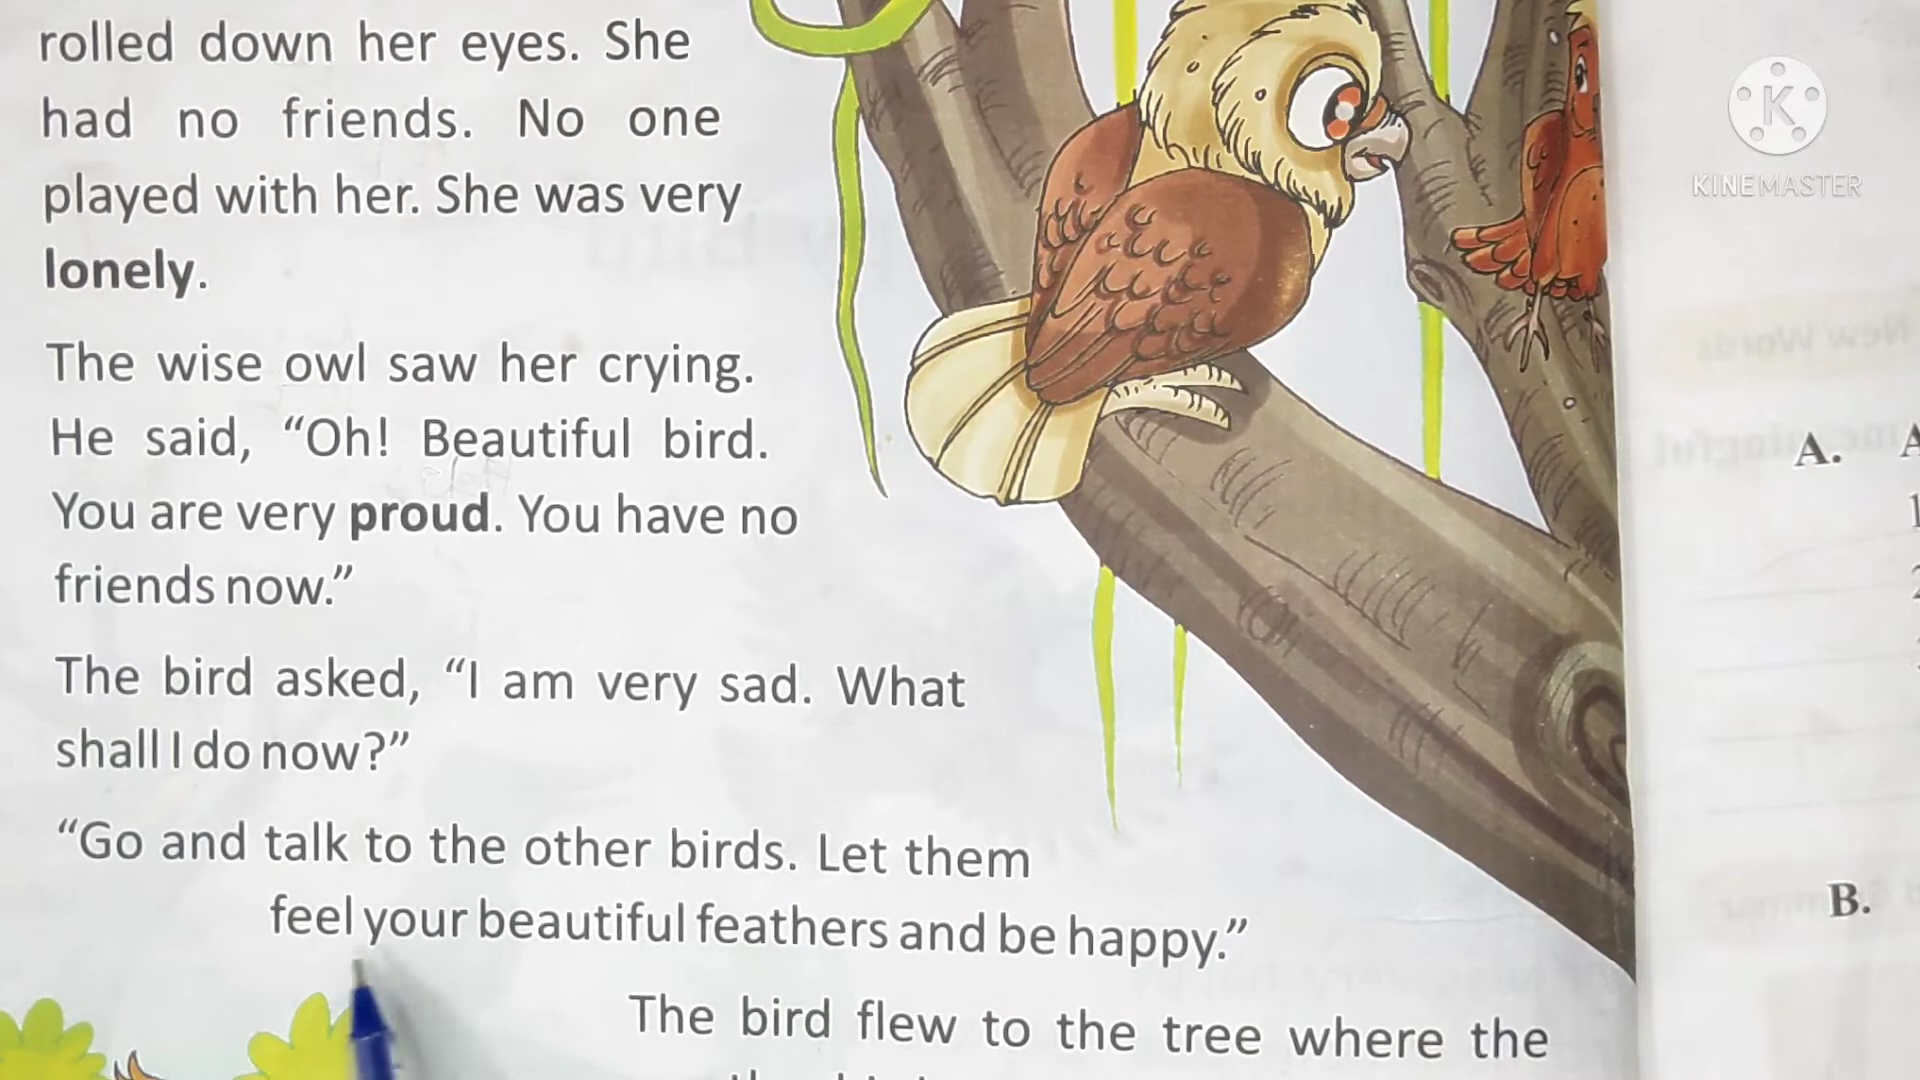 rolled down her eyes. She
had no friends. No one
played with her. She was very
lonely.
The wise owl saw her crying.
He said, “Oh! Beautiful bird.
You are very proud. You have no
friends now.”
The bird asked, “I am very sad. What
shall I do now?”
“Go and talk to the other birds. Let them
feel your beautiful feathers and be happy.”
The bird flew to the tree where the
KINEMASTER
New Words
A.
B.